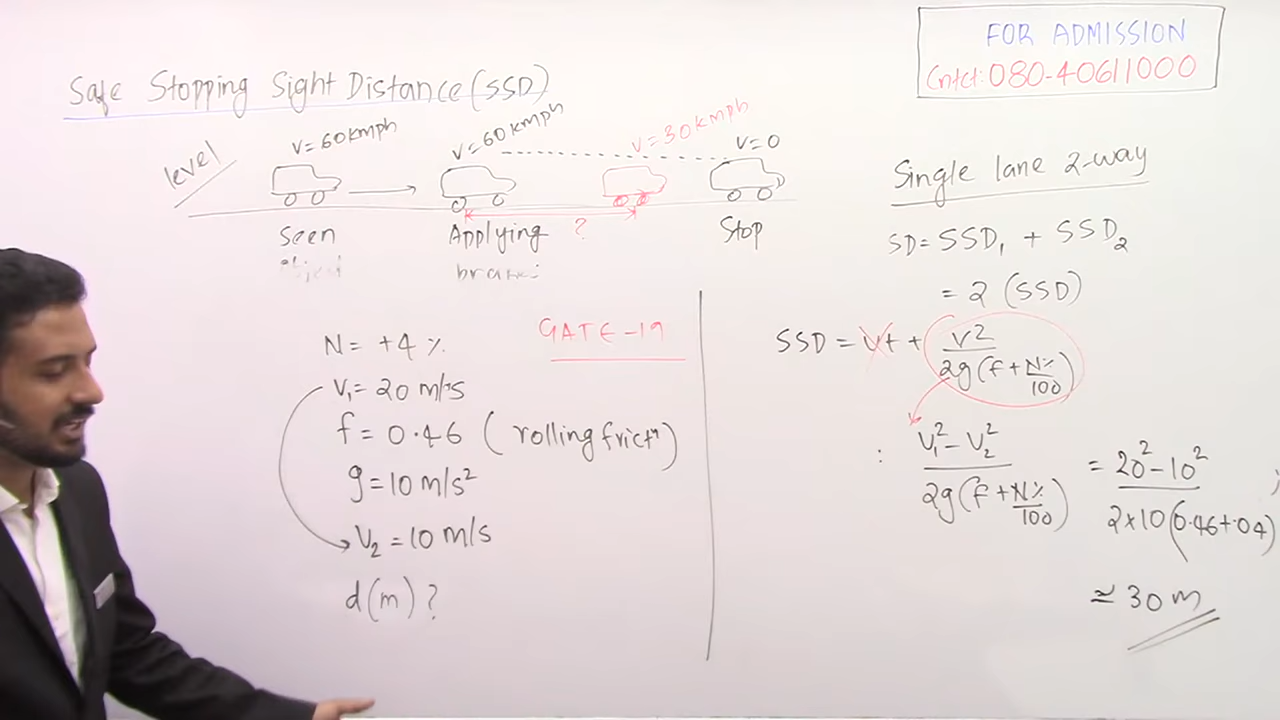 FOR ADMISSION
Cntct: 080-40611000
Safe Stopping Sight Distance (SSD)
level
V=60kmph
V=60kmph
V=30kmph
V=0
Seen
Applying
?
Stop
GATE-19
N= +4%
V₁= 20 m/s
f = 0.46 (rolling frictⁿ)
g=10 m/s²
V₂ =10 m/s
d(m) ?
Single lane 2-way
SD= SSD₁ + SSD₂
= 2 (SSD)
SSD = vt + V²/2g(f+N%/100)
: V₁²-V₂²/2g(f+N%/100) = 20²-10²/2×10(0.46+.04) ;
≃ 30 m